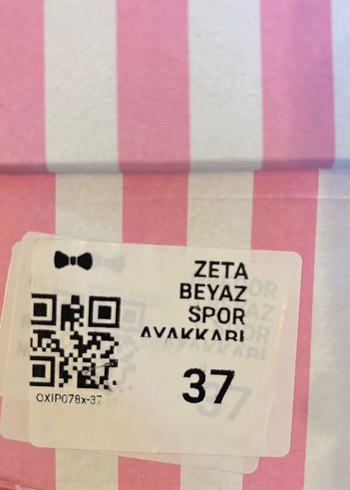 ZETA
BEYAZ
SPOR
AYAKKABI
37
OXIP078x-37